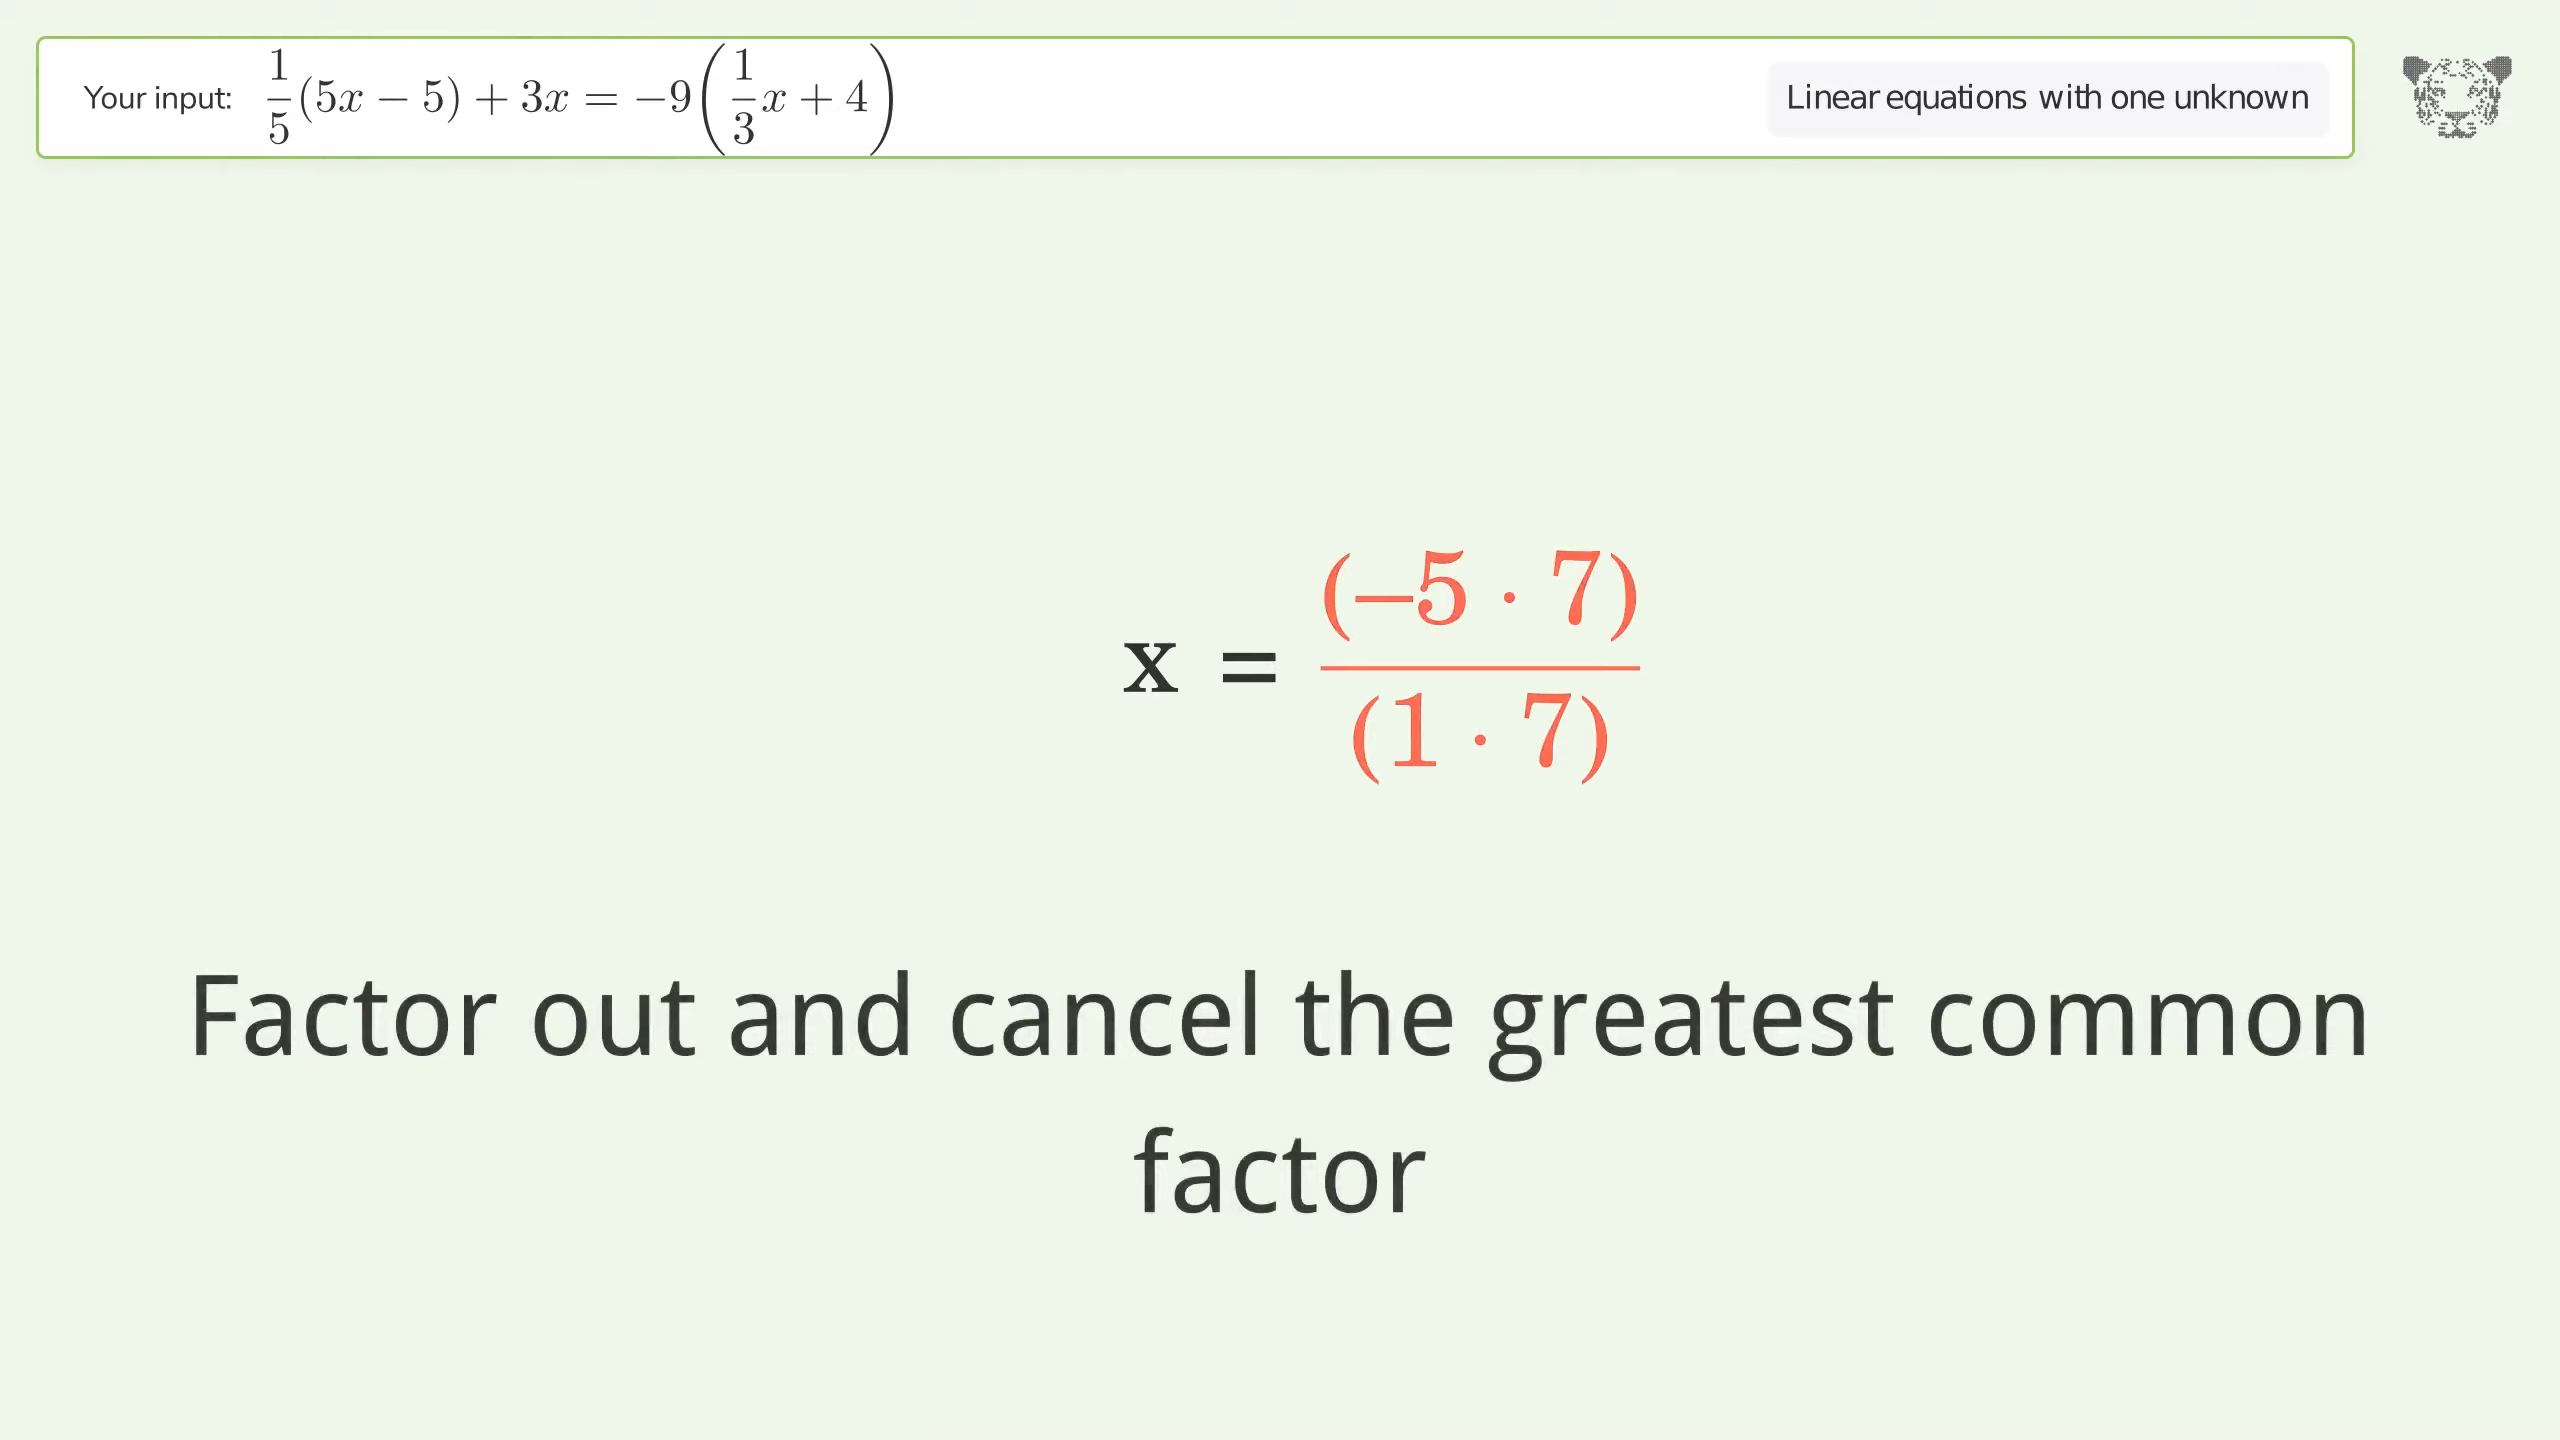 Your input: 1/5(5x − 5) + 3x = −9(1/3x + 4)
Linear equations with one unknown
x = (−5 · 7)/(1 · 7)
Factor out and cancel the greatest common
factor